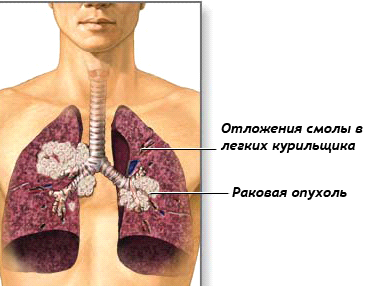 Отложения смолы в
легких курильщика
Раковая опухоль